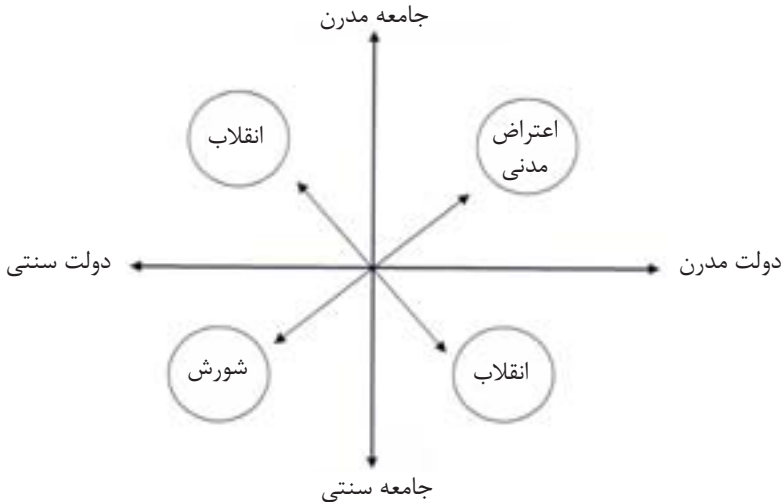 جامعه مدرن
انقلاب
اعتراض
مدنی
دولت مدرن
دولت سنتی
انقلاب
شورش
جامعه سنتی